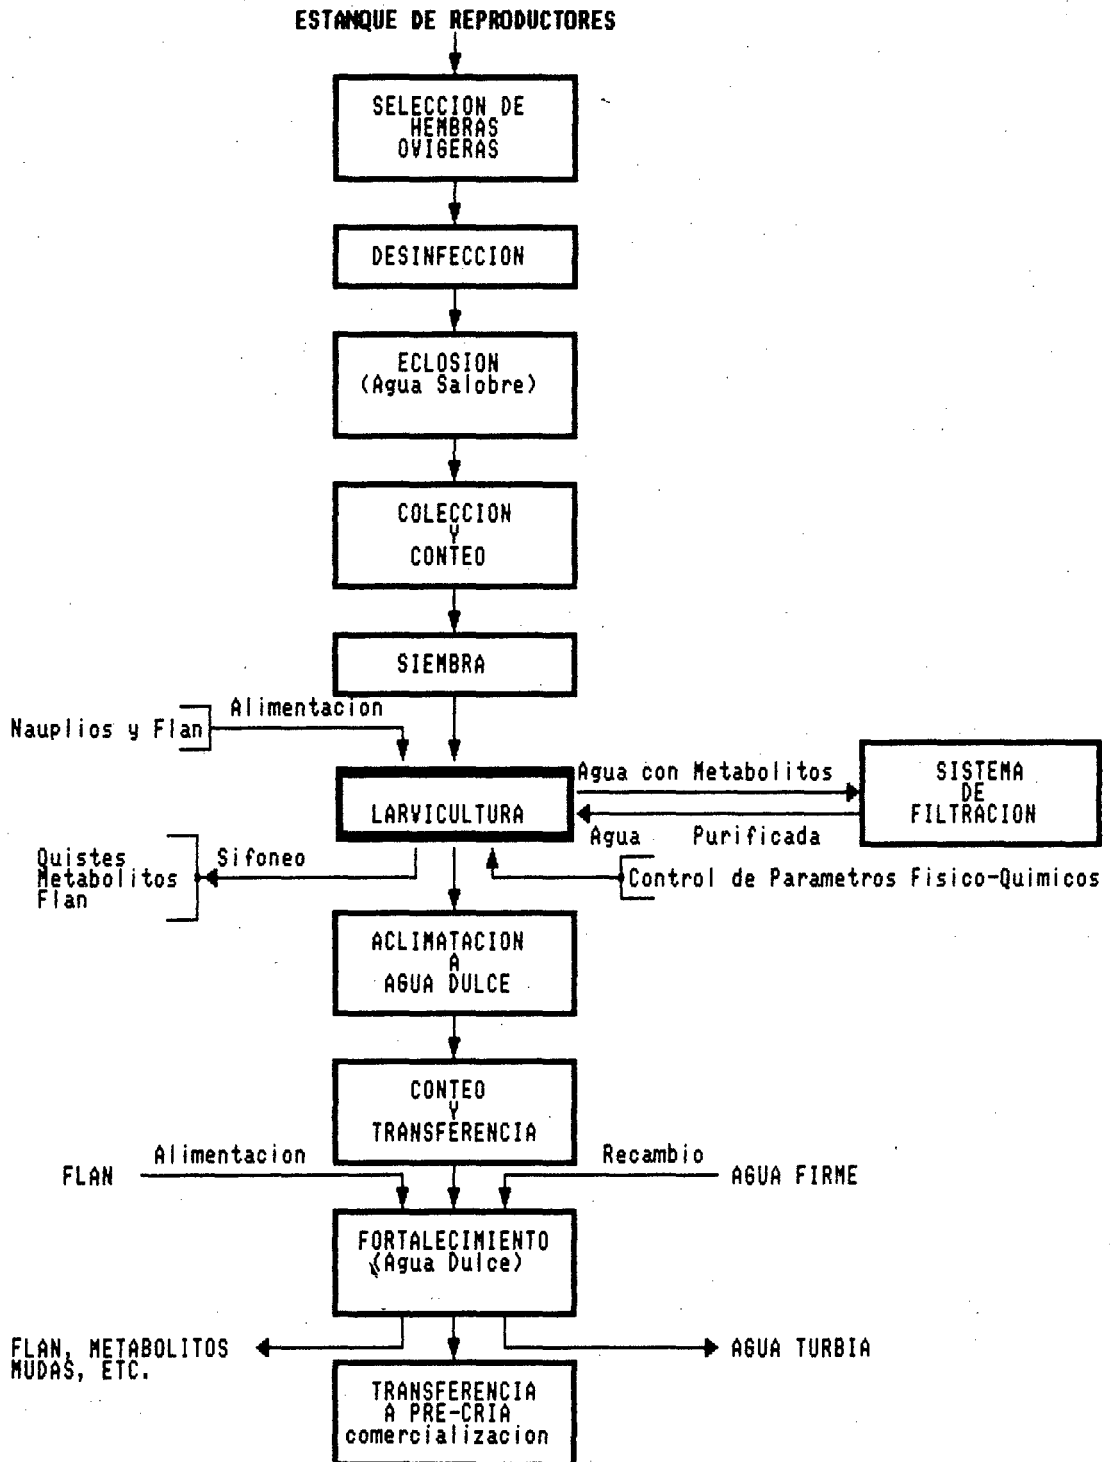 ESTANQUE DE REPRODUCTORES
SELECCION DE
HEMBRAS
OVIGERAS
DESINFECCION
ECLOSION
(Agua Salobre)
COLECCION
Y
CONTEO
SIEMBRA
Alimentacion
Nauplios y Flan
LARVICULTURA
Agua con Metabolitos
Agua Purificada
SISTEMA
DE
FILTRACION
Sifoneo
Quistes
Metabolitos
Flan
Control de Parametros Fisico-Quimicos
ACLIMATACION
A
AGUA DULCE
CONTEO
Y
TRANSFERENCIA
Alimentacion
FLAN
Recambio
AGUA FIRME
FORTALECIMIENTO
(Agua Dulce)
FLAN, METABOLITOS
MUDAS, ETC.
AGUA TURBIA
TRANSFERENCIA
A PRE-CRIA
comercializacion